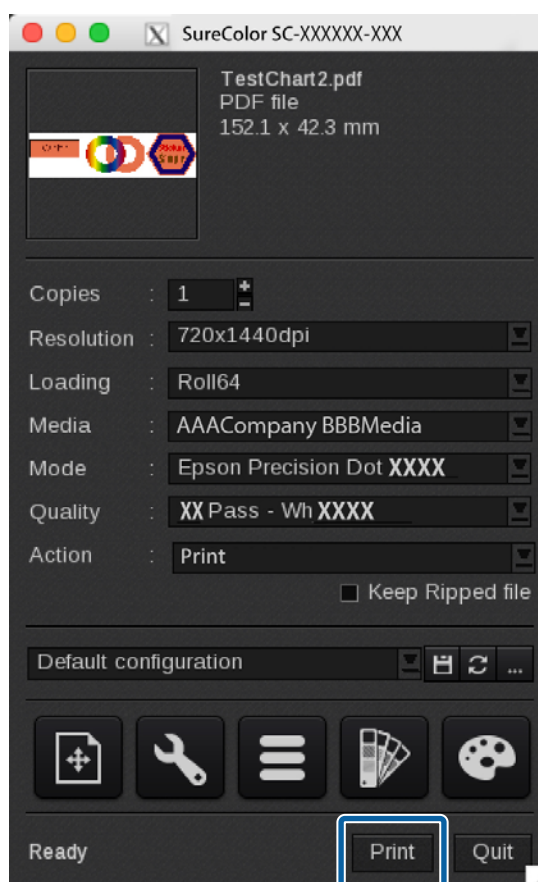 SureColor SC-XXXXXX-XXX
TestChart2.pdf
PDF file
152.1 x 42.3 mm
Copies : 1
Resolution : 720x1440dpi
Loading : Roll64
Media : AAACompany BBBMedia
Mode : Epson Precision Dot XXXX
Quality : XX Pass - Wh XXXX
Action : Print
Keep Ripped file
Default configuration ...
Ready Print Quit